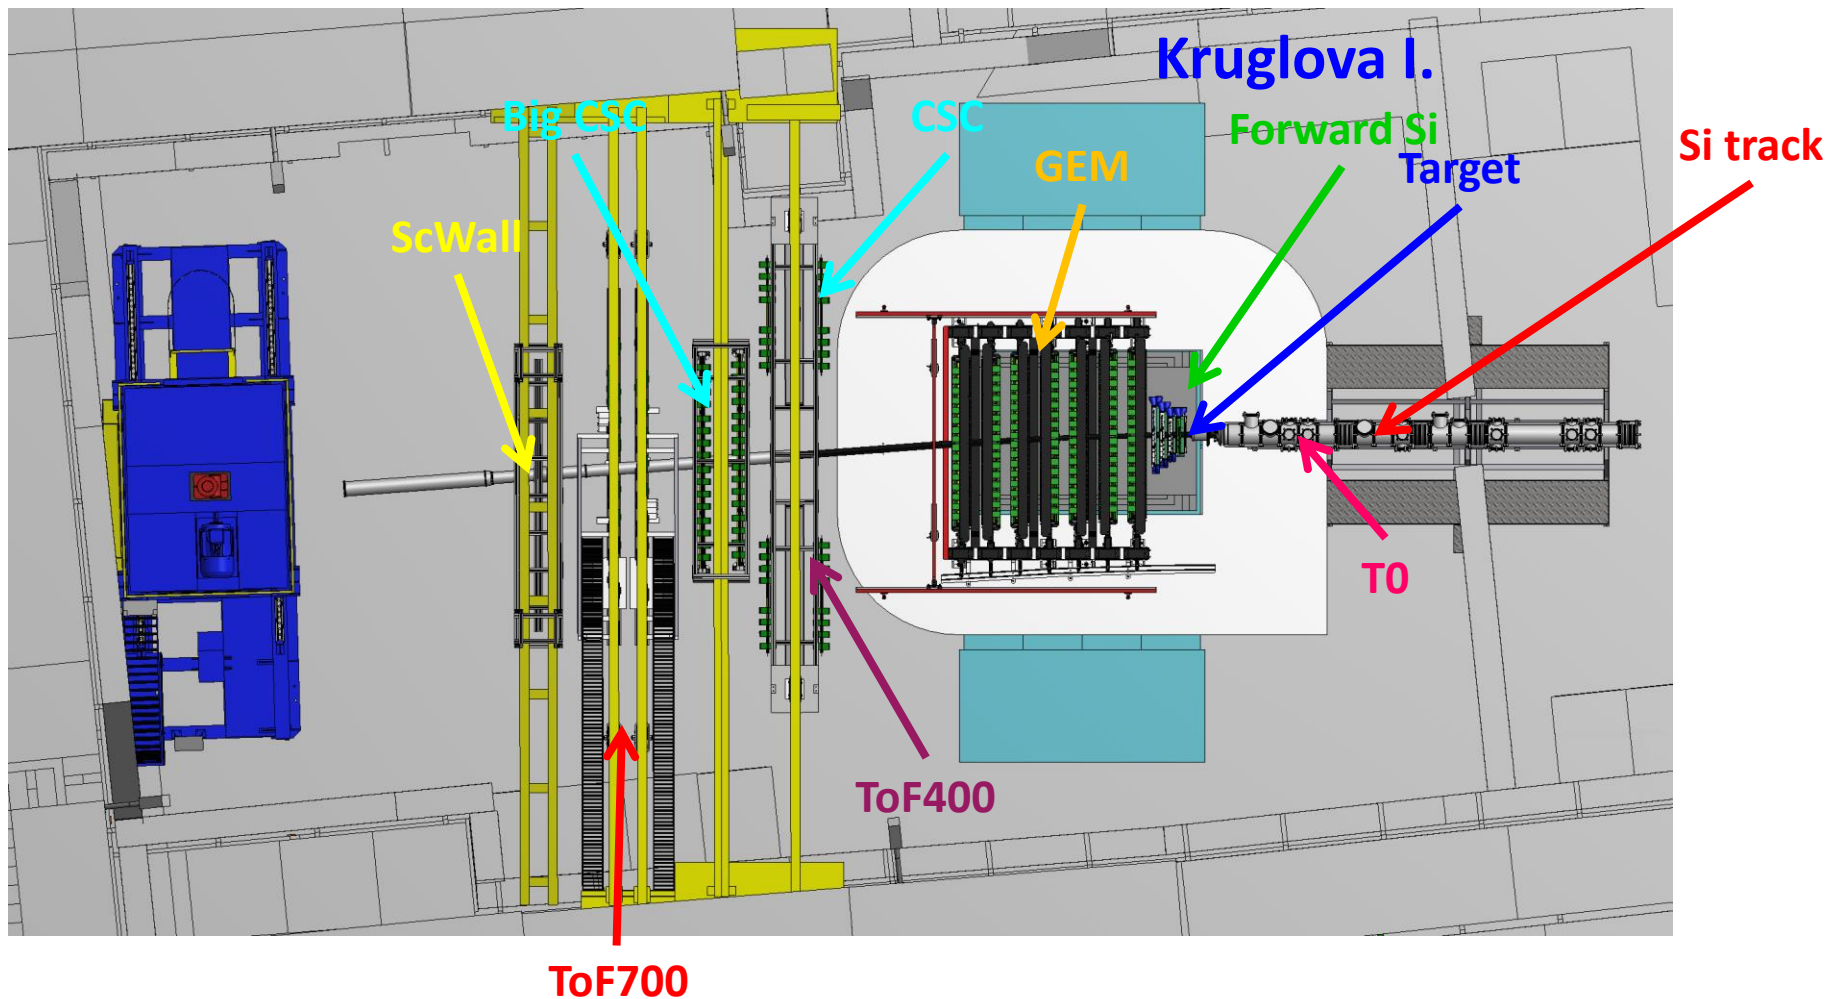 Kruglova I.
Big CSC
CSC
Forward Si
Si track
GEM
Target
ScWall
T0
ToF400
ToF700